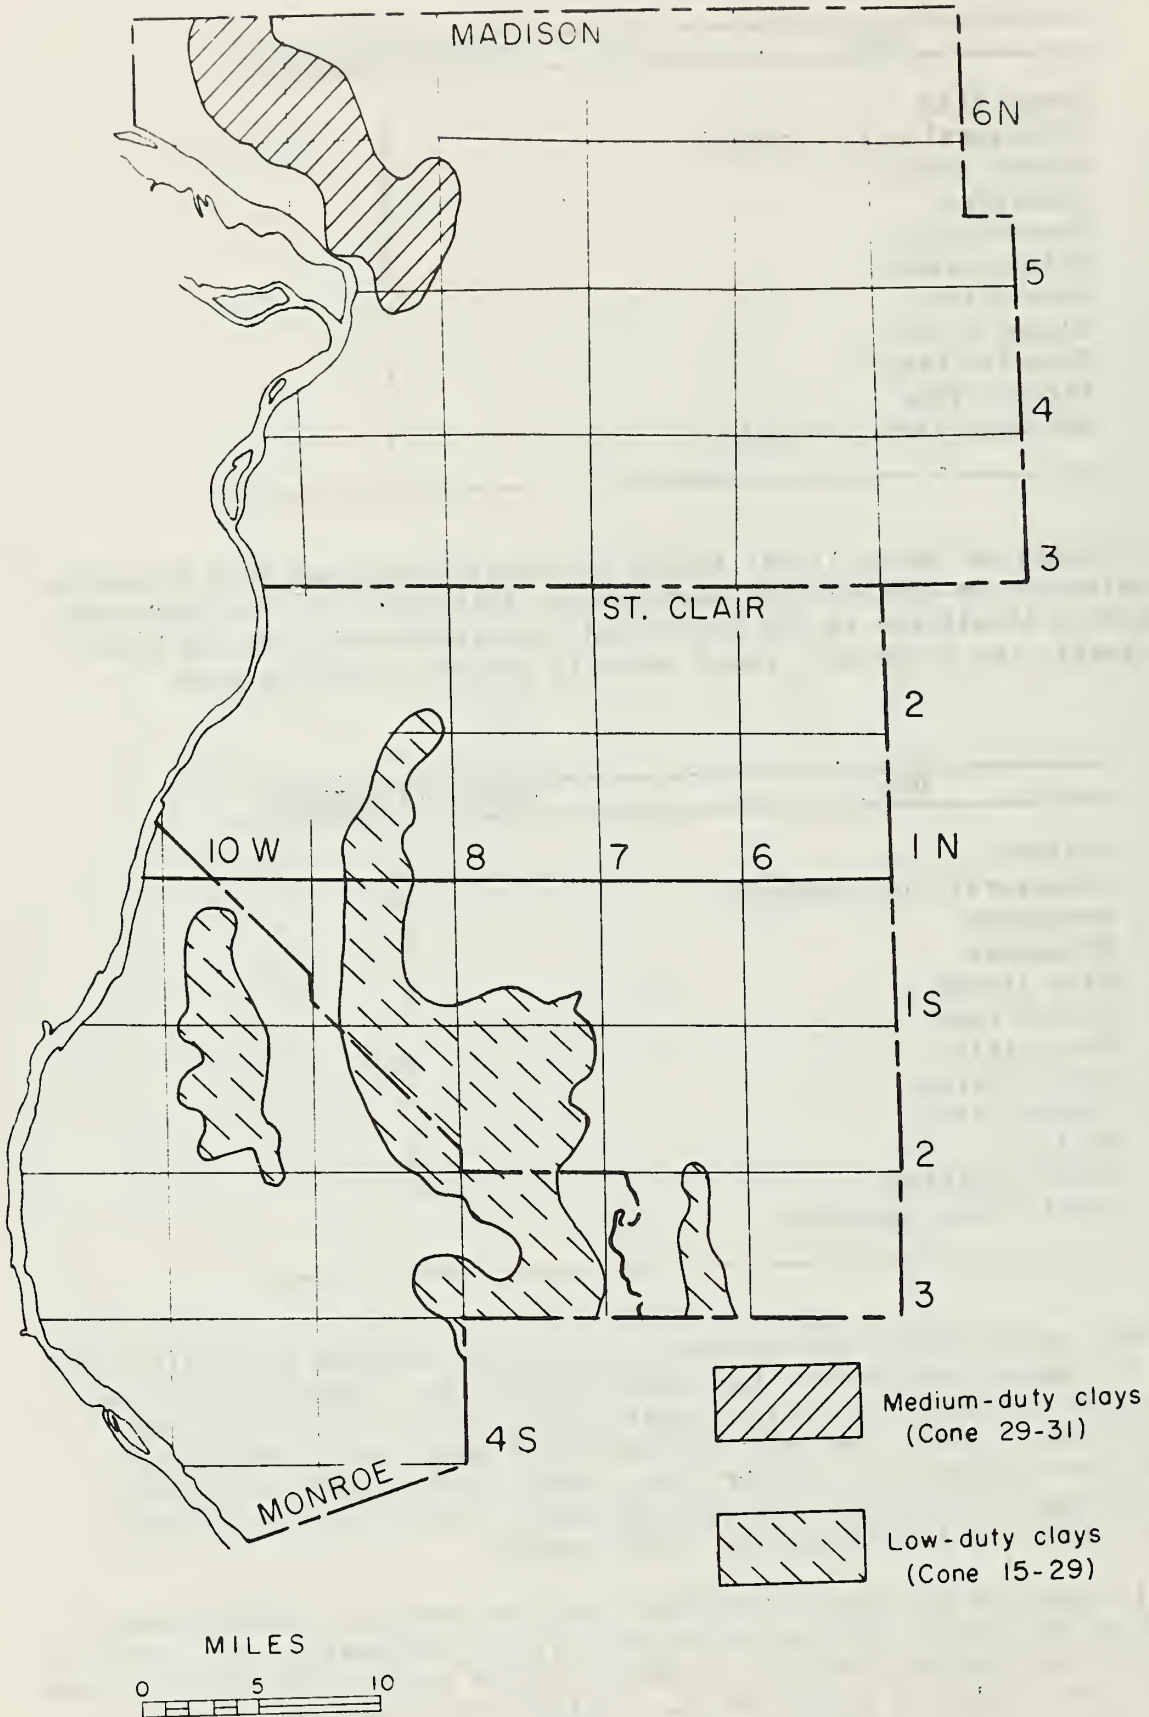 MADISON
6N
5
4
3
ST. CLAIR
2
10 W
8
7
6
1 N
1S
2
3
4 S
MONROE
Medium-duty clays
(Cone 29-31)
Low-duty clays
(Cone 15-29)
MILES
0 5 10